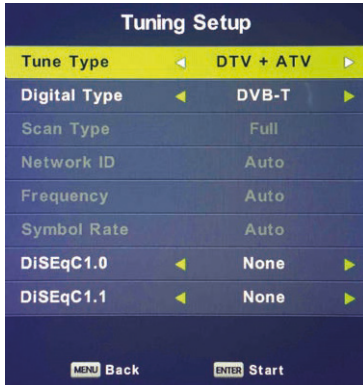 Tuning Setup
Tune Type DTV + ATV
Digital Type DVB-T
Scan Type Full
Network ID Auto
Frequency Auto
Symbol Rate Auto
DiSEqC1.0 None
DiSEqC1.1 None
MENU Back ENTER Start